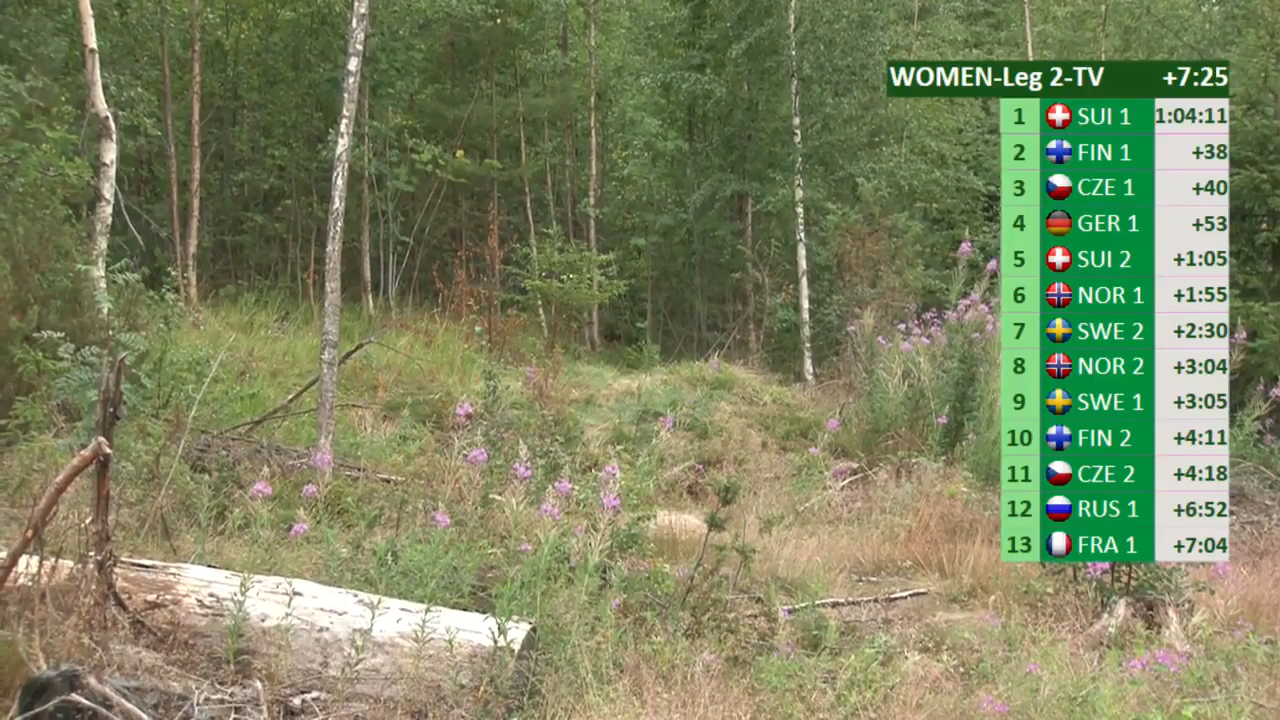 WOMEN-Leg 2-TV +7:25
1 SUI 1 1:04:11
2 FIN 1 +38
3 CZE 1 +40
4 GER 1 +53
5 SUI 2 +1:05
6 NOR 1 +1:55
7 SWE 2 +2:30
8 NOR 2 +3:04
9 SWE 1 +3:05
10 FIN 2 +4:11
11 CZE 2 +4:18
12 RUS 1 +6:52
13 FRA 1 +7:04